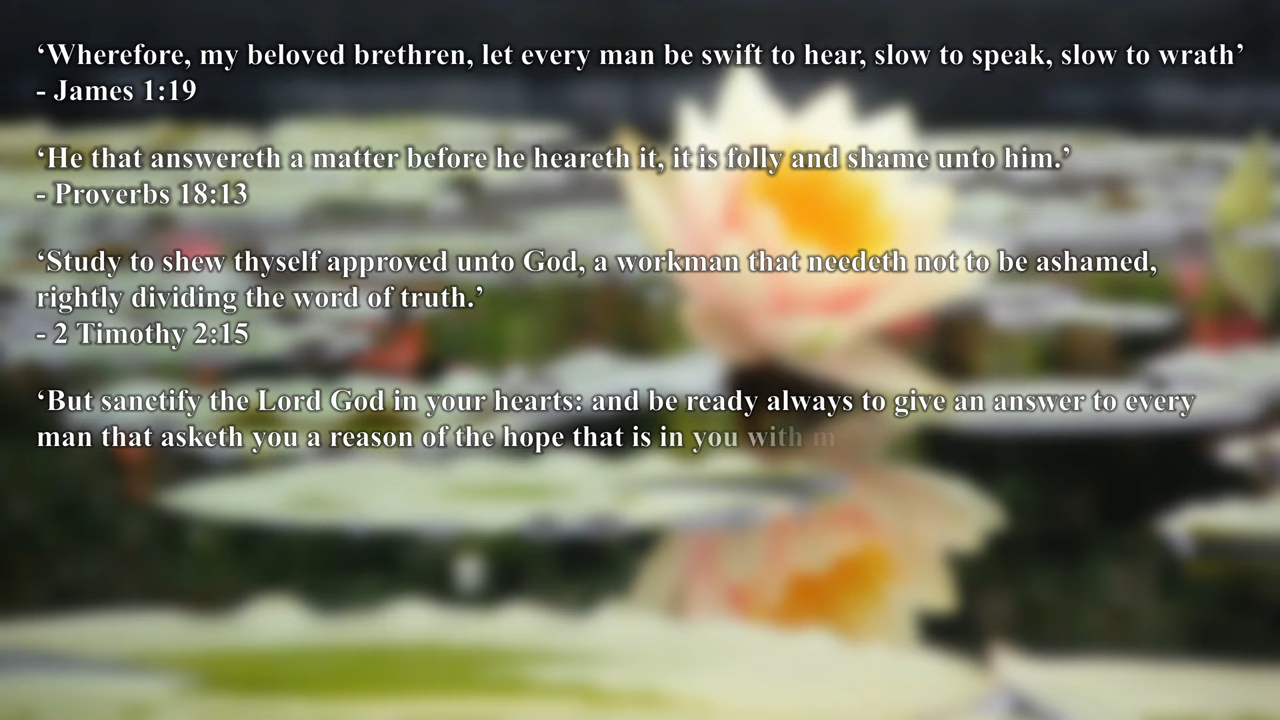 ‘Wherefore, my beloved brethren, let every man be swift to hear, slow to speak, slow to wrath’
- James 1:19
‘He that answereth a matter before he heareth it, it is folly and shame unto him.’
- Proverbs 18:13
‘Study to shew thyself approved unto God, a workman that needeth not to be ashamed,
rightly dividing the word of truth.’
- 2 Timothy 2:15
‘But sanctify the Lord God in your hearts: and be ready always to give an answer to every
man that asketh you a reason of the hope that is in you with m